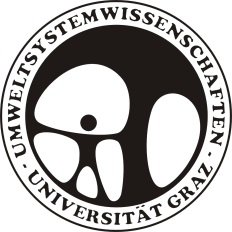 UMWELTSYSTEMWISSENSCHAFTEN
UNIVERSITÄT GRAZ